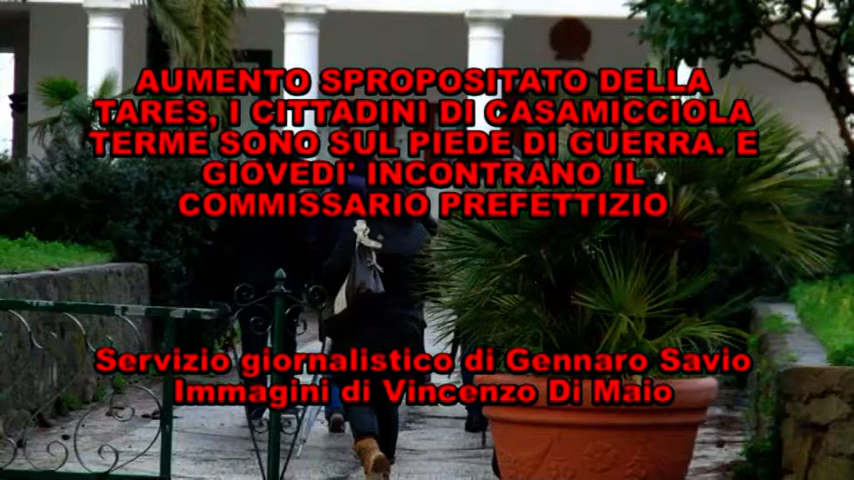 AUMENTO SPROPOSITATO DELLA
TARES, I CITTADINI DI CASAMICCIOLA
TERME SONO SUL PIEDE DI GUERRA. E
GIOVEDI' INCONTRANO IL
COMMISSARIO PREFETTIZIO
Servizio giornalistico di Gennaro Savio
Immagini di Vincenzo Di Maio